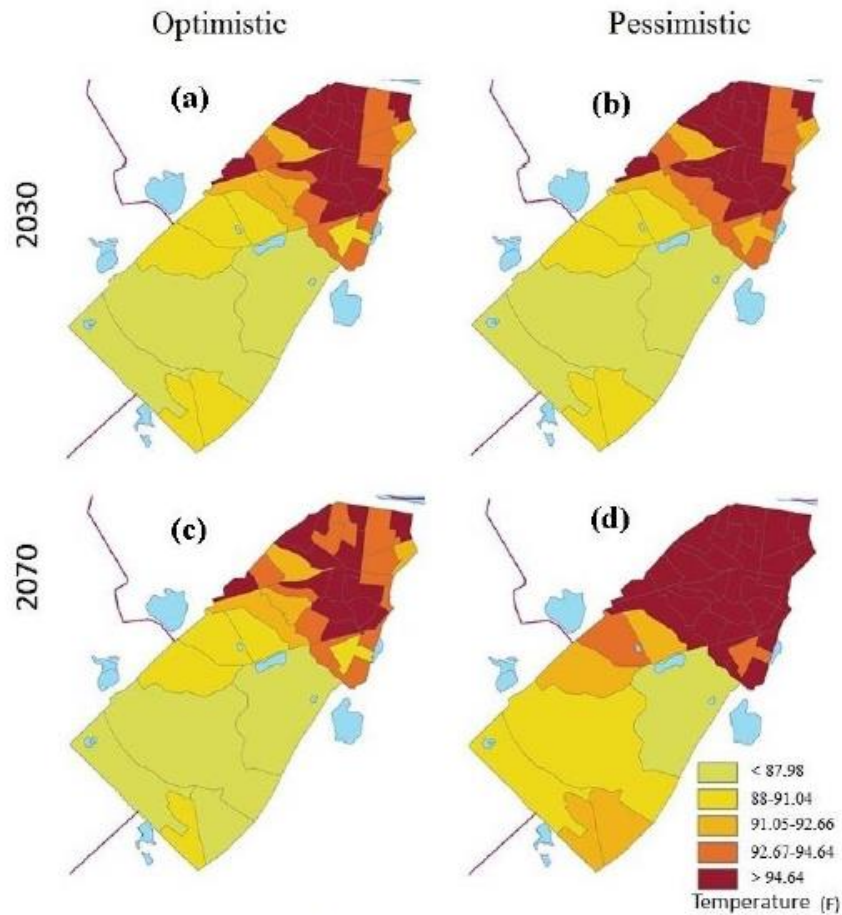 Optimistic
Pessimistic
(a)
(b)
2030
(c)
(d)
2070
< 87.98
88-91.04
91.05-92.66
92.67-94.64
> 94.64
Temperature (F)